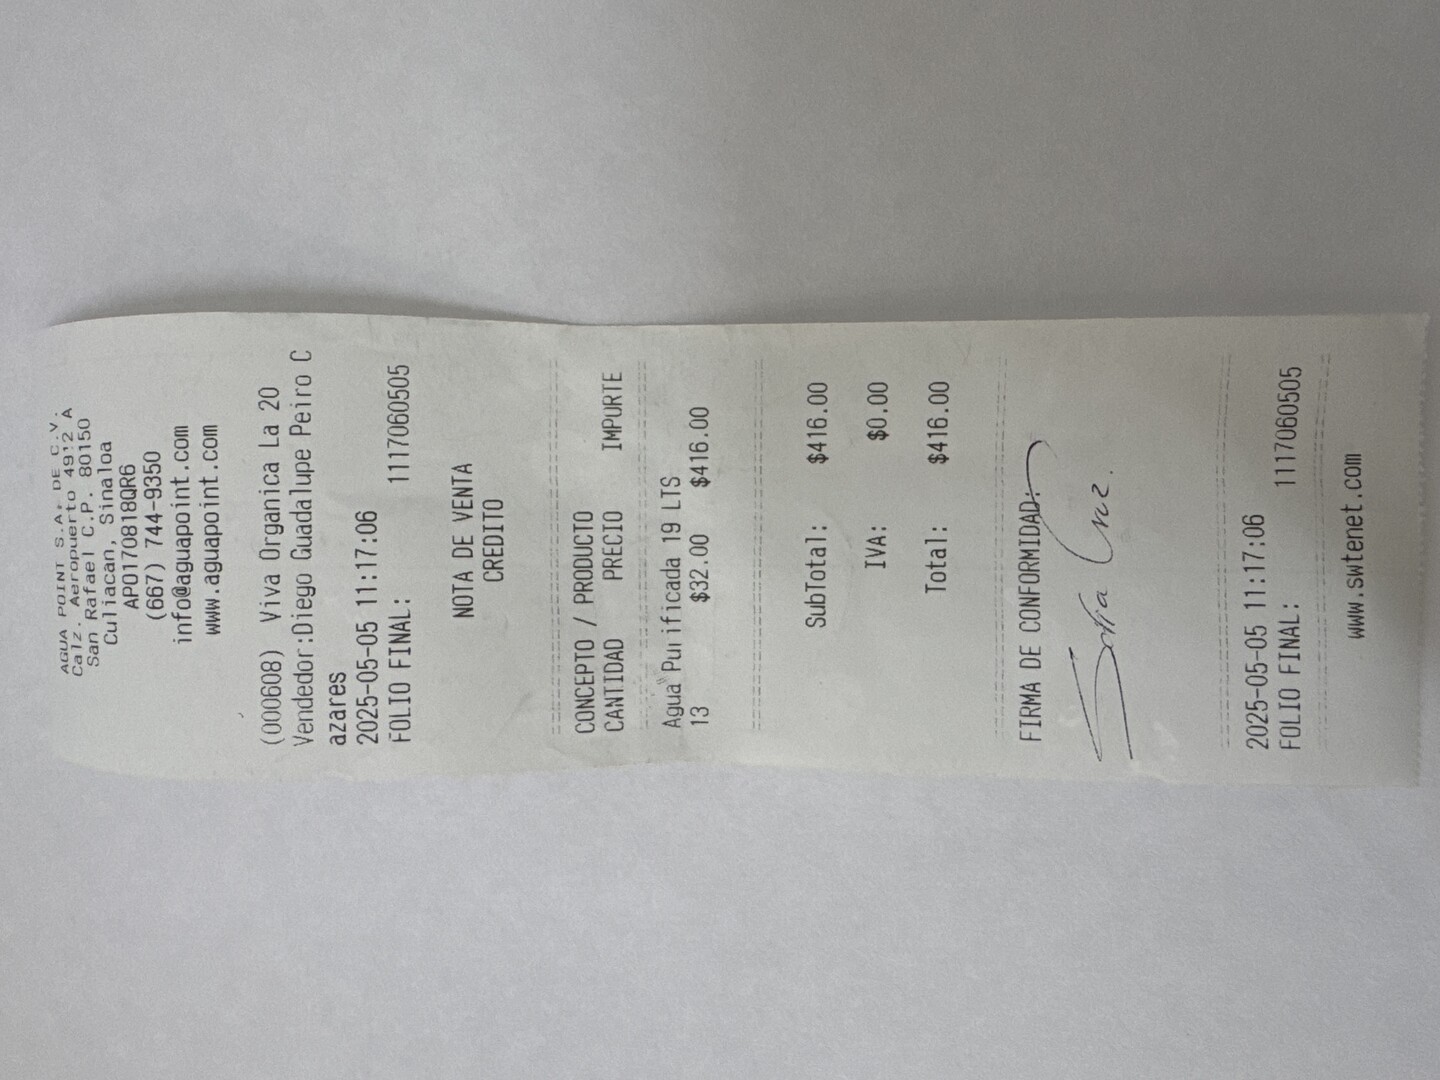 AGUA POINT S.A. DE C.V.
Calz. Aeropuerto 4912 A
San Rafael C.P. 80150
Culiacan, Sinaloa
APO170818QR6
(667) 744-9350
info@aguapoint.com
www.aguapoint.com
(000608) Viva Organica La 20
Vendedor:Diego Guadalupe Peiro C
azares
2025-05-05 11:17:06
FOLIO FINAL: 1117060505
NOTA DE VENTA
CREDITO
CONCEPTO / PRODUCTO
CANTIDAD PRECIO IMPORTE
Agua Purificada 19 LTS
13 $32.00 $416.00
SubTotal: $416.00
IVA: $0.00
Total: $416.00
FIRMA DE CONFORMIDAD:
Cruz.
2025-05-05 11:17:06
FOLIO FINAL: 1117060505
www.swtenet.com